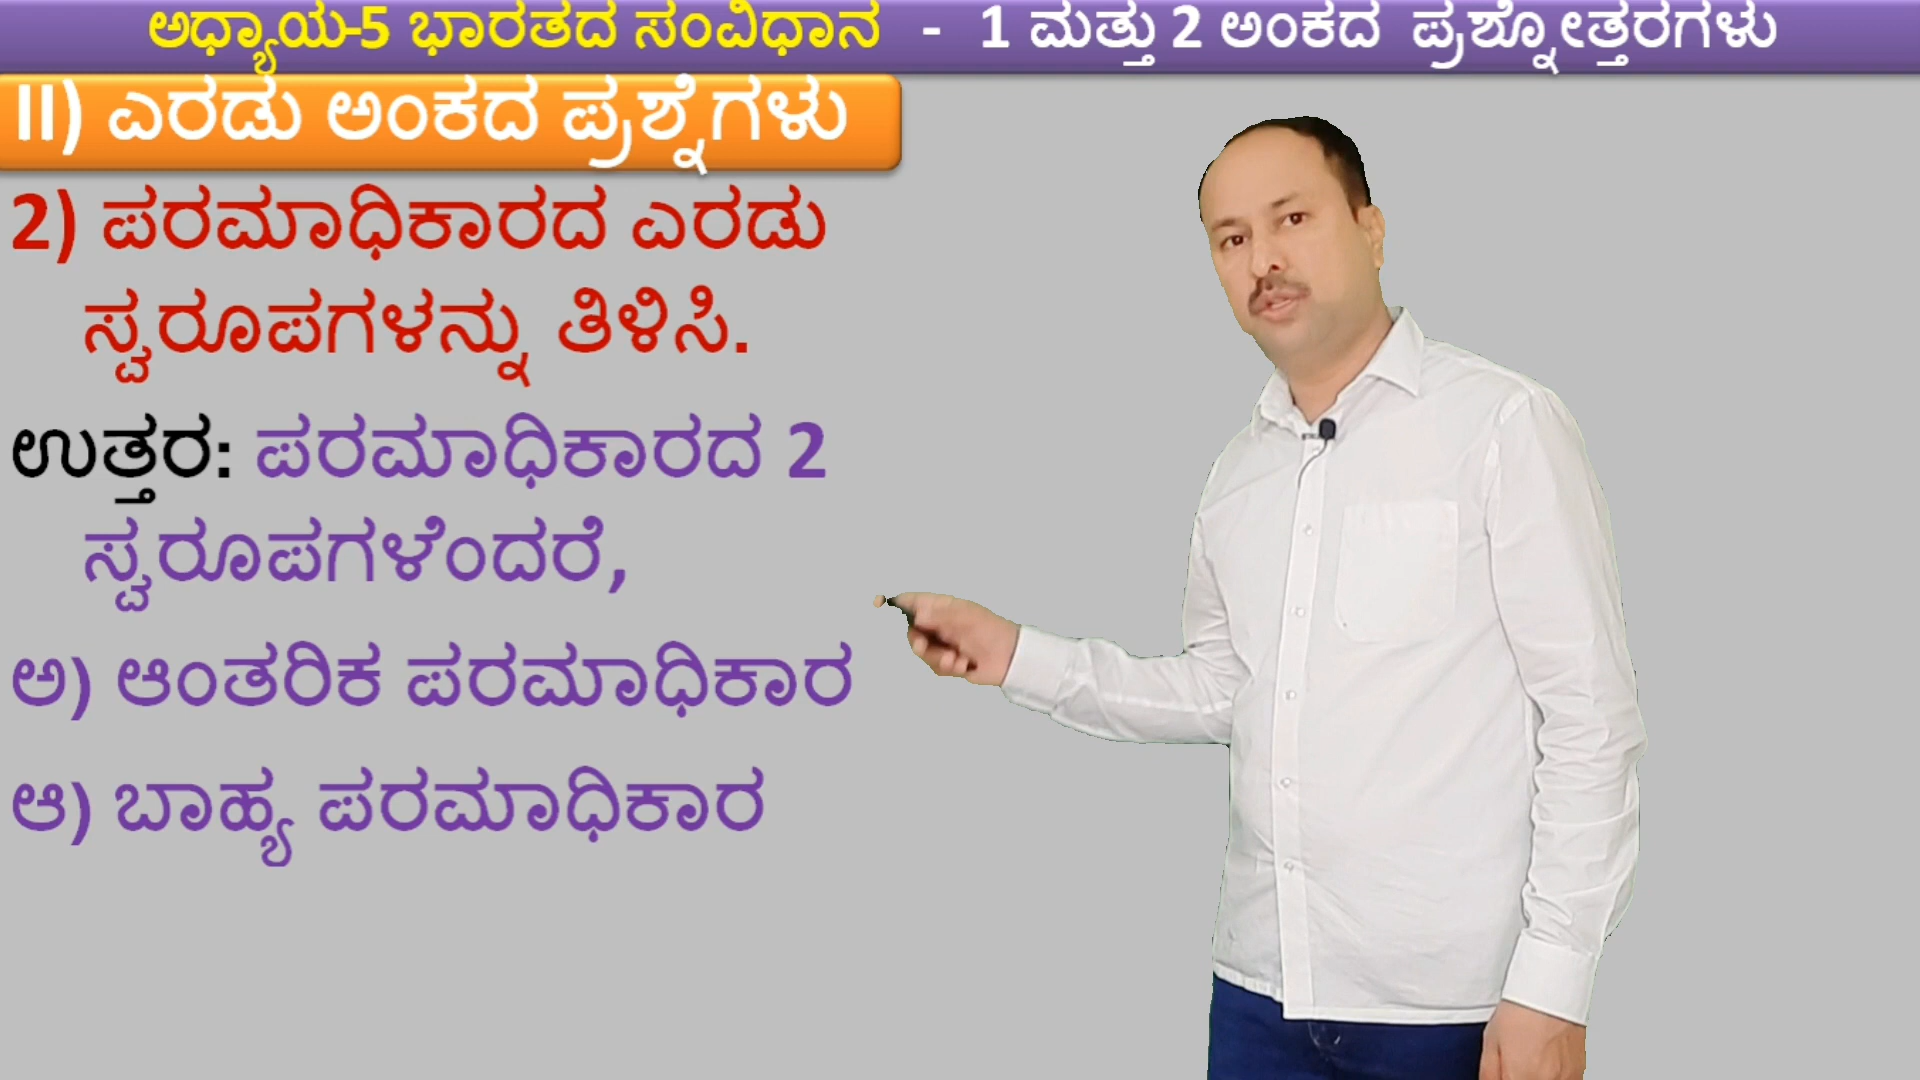 ಅಧ್ಯಾಯ-5 ಭಾರತದ ಸಂವಿಧಾನ - 1 ಮತ್ತು 2 ಅಂಕದ ಪ್ರಶ್ನೋತ್ತರಗಳು
II) ಎರಡು ಅಂಕದ ಪ್ರಶ್ನೆಗಳು
2) ಪರಮಾಧಿಕಾರದ ಎರಡು
ಸ್ವರೂಪಗಳನ್ನು ತಿಳಿಸಿ.
ಉತ್ತರ: ಪರಮಾಧಿಕಾರದ 2
ಸ್ವರೂಪಗಳೆಂದರೆ,
ಅ) ಆಂತರಿಕ ಪರಮಾಧಿಕಾರ
ಆ) ಬಾಹ್ಯ ಪರಮಾಧಿಕಾರ